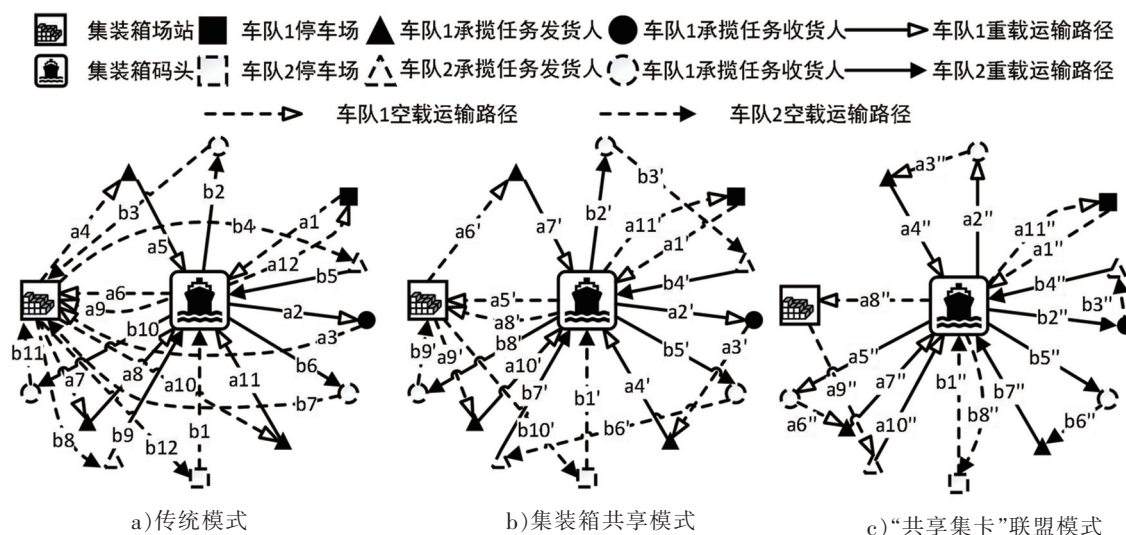 集装箱场站 车队1停车场 车队1承揽任务发货人 车队1承揽任务收货人 车队1重载运输路径
集装箱码头 车队2停车场 车队2承揽任务发货人 车队1承揽任务收货人 车队2重载运输路径
车队1空载运输路径 车队2空载运输路径
b2
a4
b3
a5
b4
a1
a12
b5
a6
a9
a2
a3
b10
b11
a7
a8
a10
a11
b6
b7
b8
b9
b12
b1
a)传统模式
b3'
b2'
a6'
a7'
a11'
a1'
b4'
a5'
a8'
a2'
b8'
a3'
b9'
a9'
a10'
b7'
b5'
a4'
b1'
b10'
b6'
b)集装箱共享模式
a3''
a2''
a4''
a11''
a1''
b4''
a8''
b3''
b2''
a5''
b5''
a9''
a7''
b1''
b7''
b8''
a6''
a10''
b6''
c)“共享集卡”联盟模式